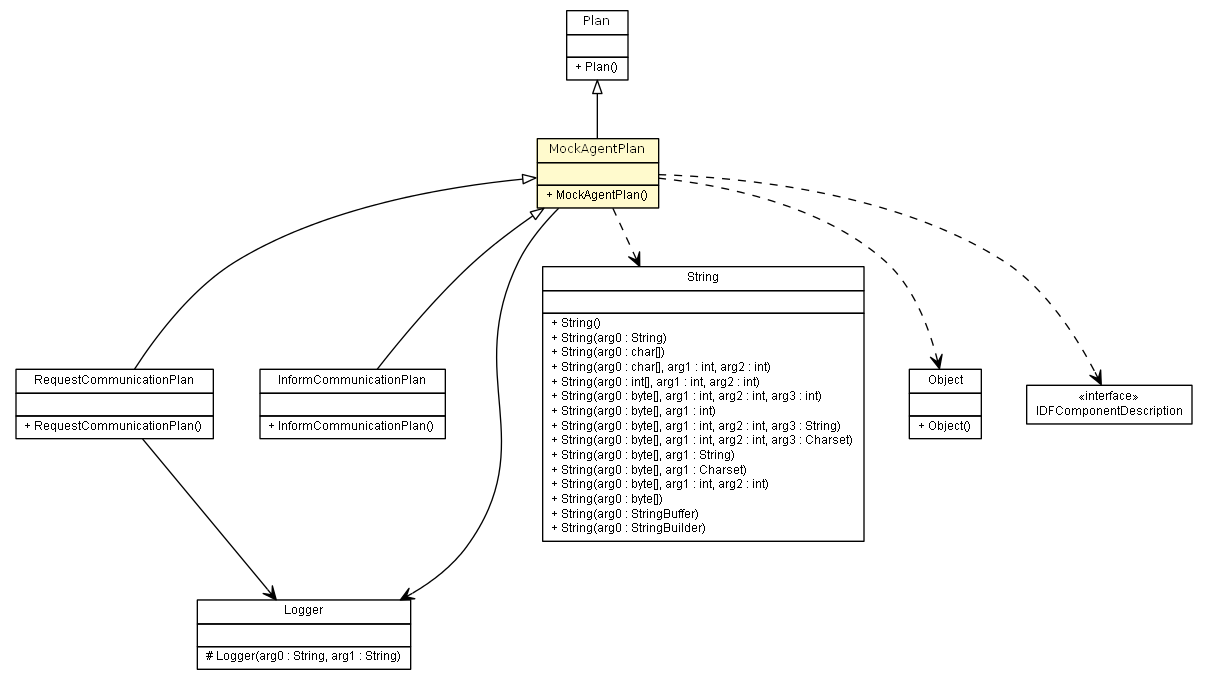 Plan
+ Plan()
MockAgentPlan
+ MockAgentPlan()
String
+ String()
+ String(arg0 : String)
+ String(arg0 : char[])
+ String(arg0 : char[], arg1 : int, arg2 : int)
+ String(arg0 : int[], arg1 : int, arg2 : int)
+ String(arg0 : byte[], arg1 : int, arg2 : int, arg3 : int)
+ String(arg0 : byte[], arg1 : int)
+ String(arg0 : byte[], arg1 : int, arg2 : int, arg3 : String)
+ String(arg0 : byte[], arg1 : int, arg2 : int, arg3 : Charset)
+ String(arg0 : byte[], arg1 : String)
+ String(arg0 : byte[], arg1 : Charset)
+ String(arg0 : byte[], arg1 : int, arg2 : int)
+ String(arg0 : byte[])
+ String(arg0 : StringBuffer)
+ String(arg0 : StringBuilder)
RequestCommunicationPlan
+ RequestCommunicationPlan()
InformCommunicationPlan
+ InformCommunicationPlan()
Object
+ Object()
«interface»
IDFComponentDescription
Logger
# Logger(arg0 : String, arg1 : String)